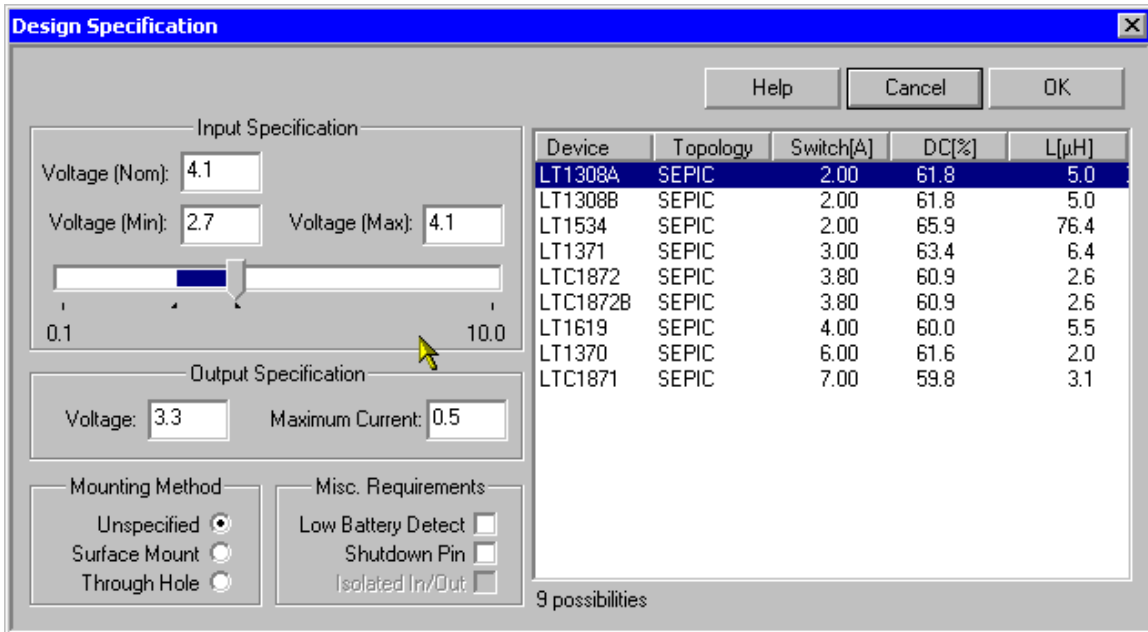 Design Specification
Help Cancel OK
Input Specification
Voltage (Nom): 4.1
Voltage (Min): 2.7 Voltage (Max): 4.1
0.1 10.0
Output Specification
Voltage: 3.3 Maximum Current: 0.5
Mounting Method
Unspecified
Surface Mount
Through Hole
Misc. Requirements
Low Battery Detect
Shutdown Pin
Isolated In/Out
Device Topology Switch[A] DC[%] L[µH]
LT1308A SEPIC 2.00 61.8 5.0
LT1308B SEPIC 2.00 61.8 5.0
LT1534 SEPIC 2.00 65.9 76.4
LT1371 SEPIC 3.00 63.4 6.4
LTC1872 SEPIC 3.80 60.9 2.6
LTC1872B SEPIC 3.80 60.9 2.6
LT1619 SEPIC 4.00 60.0 5.5
LT1370 SEPIC 6.00 61.6 2.0
LTC1871 SEPIC 7.00 59.8 3.1
9 possibilities